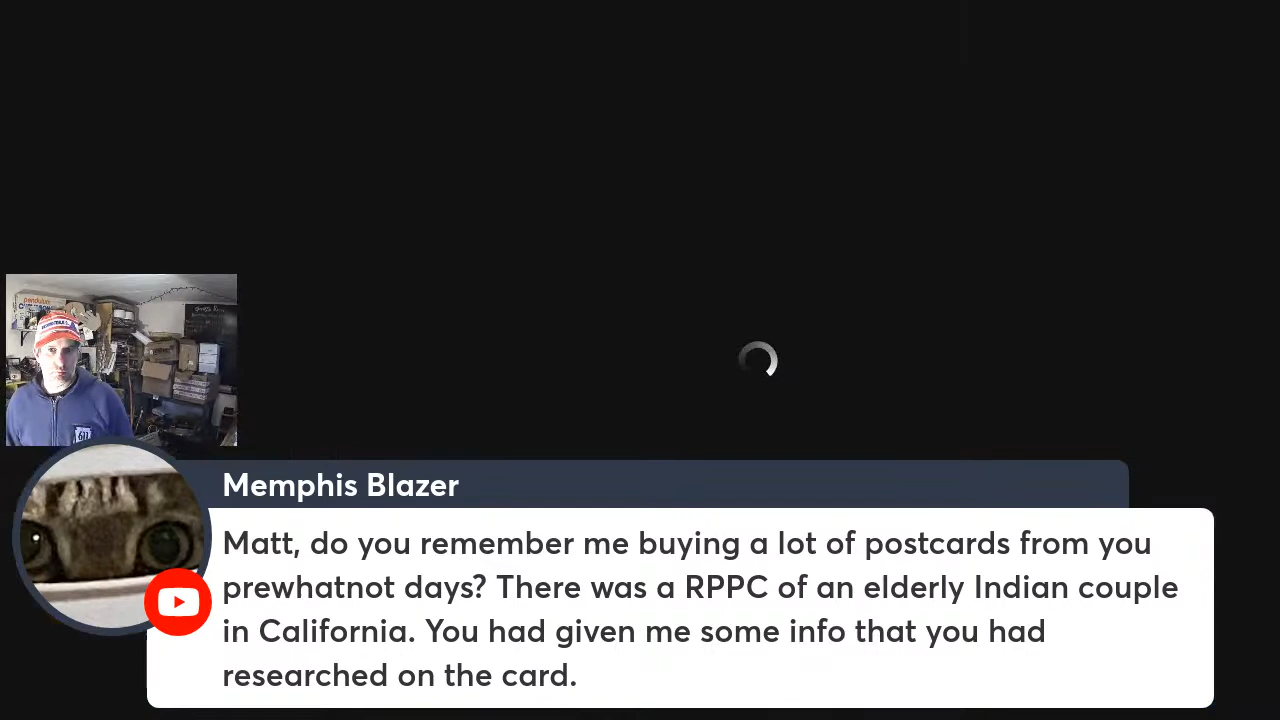 pendulum
Memphis Blazer
Matt, do you remember me buying a lot of postcards from you
prewhatnot days? There was a RPPC of an elderly Indian couple
in California. You had given me some info that you had
researched on the card.